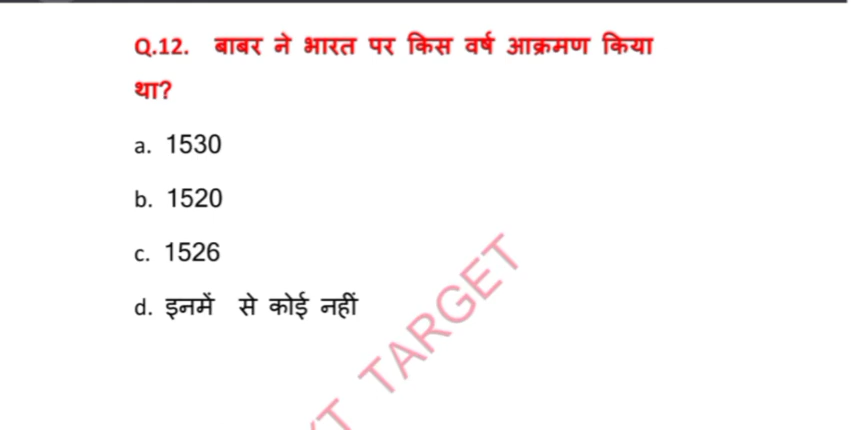 Q.12. बाबर ने भारत पर किस वर्ष आक्रमण किया
था?
a. 1530
b. 1520
c. 1526
d. इनमें से कोई नहीं
TARGET